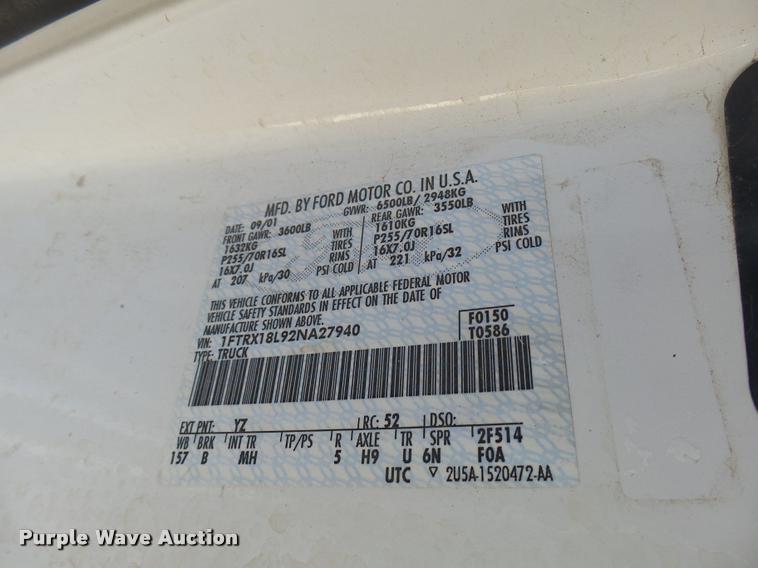 MFD. BY FORD MOTOR CO. IN U.S.A.
DATE: 09/01 GVWR: 6500LB/ 2948KG
FRONT GAWR: 3600LB REAR GAWR: 3550LB
1632KG WITH 1610KG WITH
P255/70R16SL TIRES P255/70R16SL TIRES
16X7.0J RIMS 16X7.0J RIMS
AT 207 kPa/30 PSI COLD AT 221 kPa/32 PSI COLD
THIS VEHICLE CONFORMS TO ALL APPLICABLE FEDERAL MOTOR
VEHICLE SAFETY STANDARDS IN EFFECT ON THE DATE OF
MANUFACTURE SHOWN ABOVE.
VIN: 1FTRX18L92NA27940 F0150
TYPE: TRUCK T0586
EXT PNT: YZ RC: 52 DSO:
WB BRK INT TR TP/PS R AXLE TR SPR 2F514
157 B MH 5 H9 U 6N F0A
UTC ▽ 2U5A-1520472-AA
Purple Wave Auction